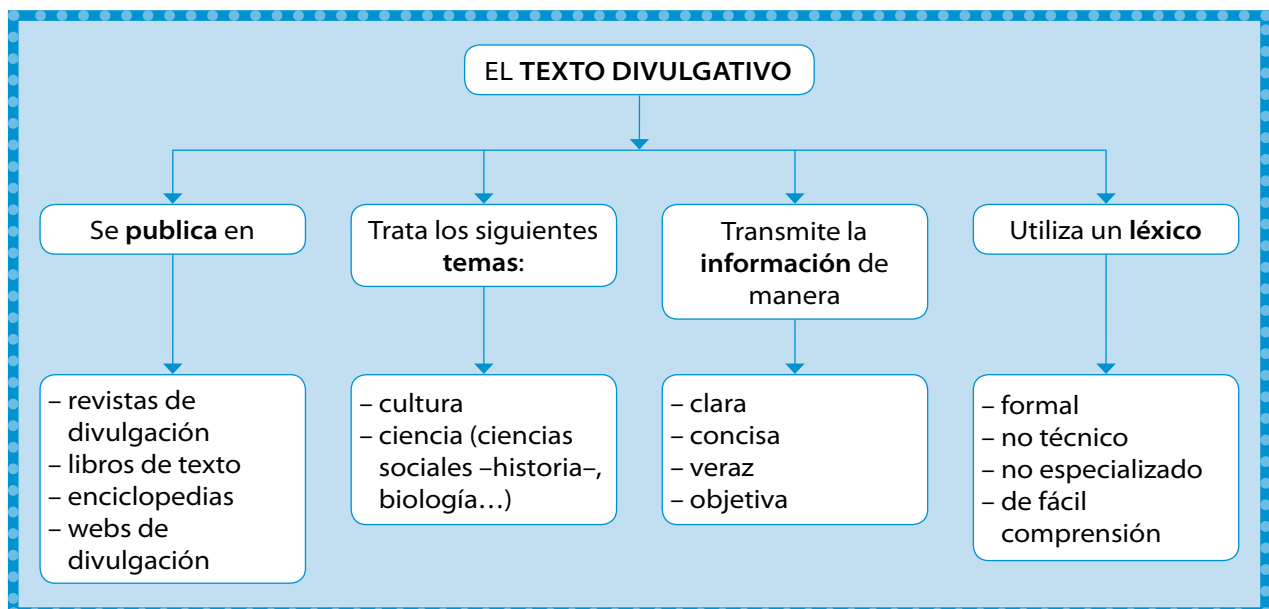 EL TEXTO DIVULGATIVO
Se publica en
Trata los siguientes
temas:
Transmite la
información de
manera
Utiliza un léxico
– revistas de
divulgación
– libros de texto
– enciclopedias
– webs de
divulgación
– cultura
– ciencia (ciencias
sociales –historia–,
biología…)
– clara
– concisa
– veraz
– objetiva
– formal
– no técnico
– no especializado
– de fácil
comprensión